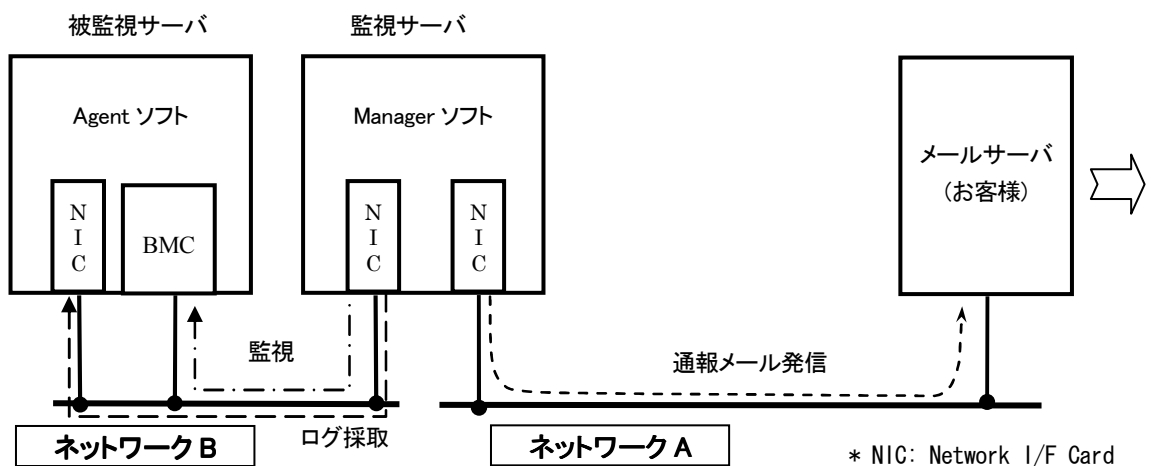 被監視サーバ
監視サーバ
Agent ソフト
Manager ソフト
メールサーバ
(お客様)
NIC
BMC
NIC
NIC
監視
通報メール発信
ログ採取
ネットワーク B
ネットワーク A
* NIC: Network I/F Card